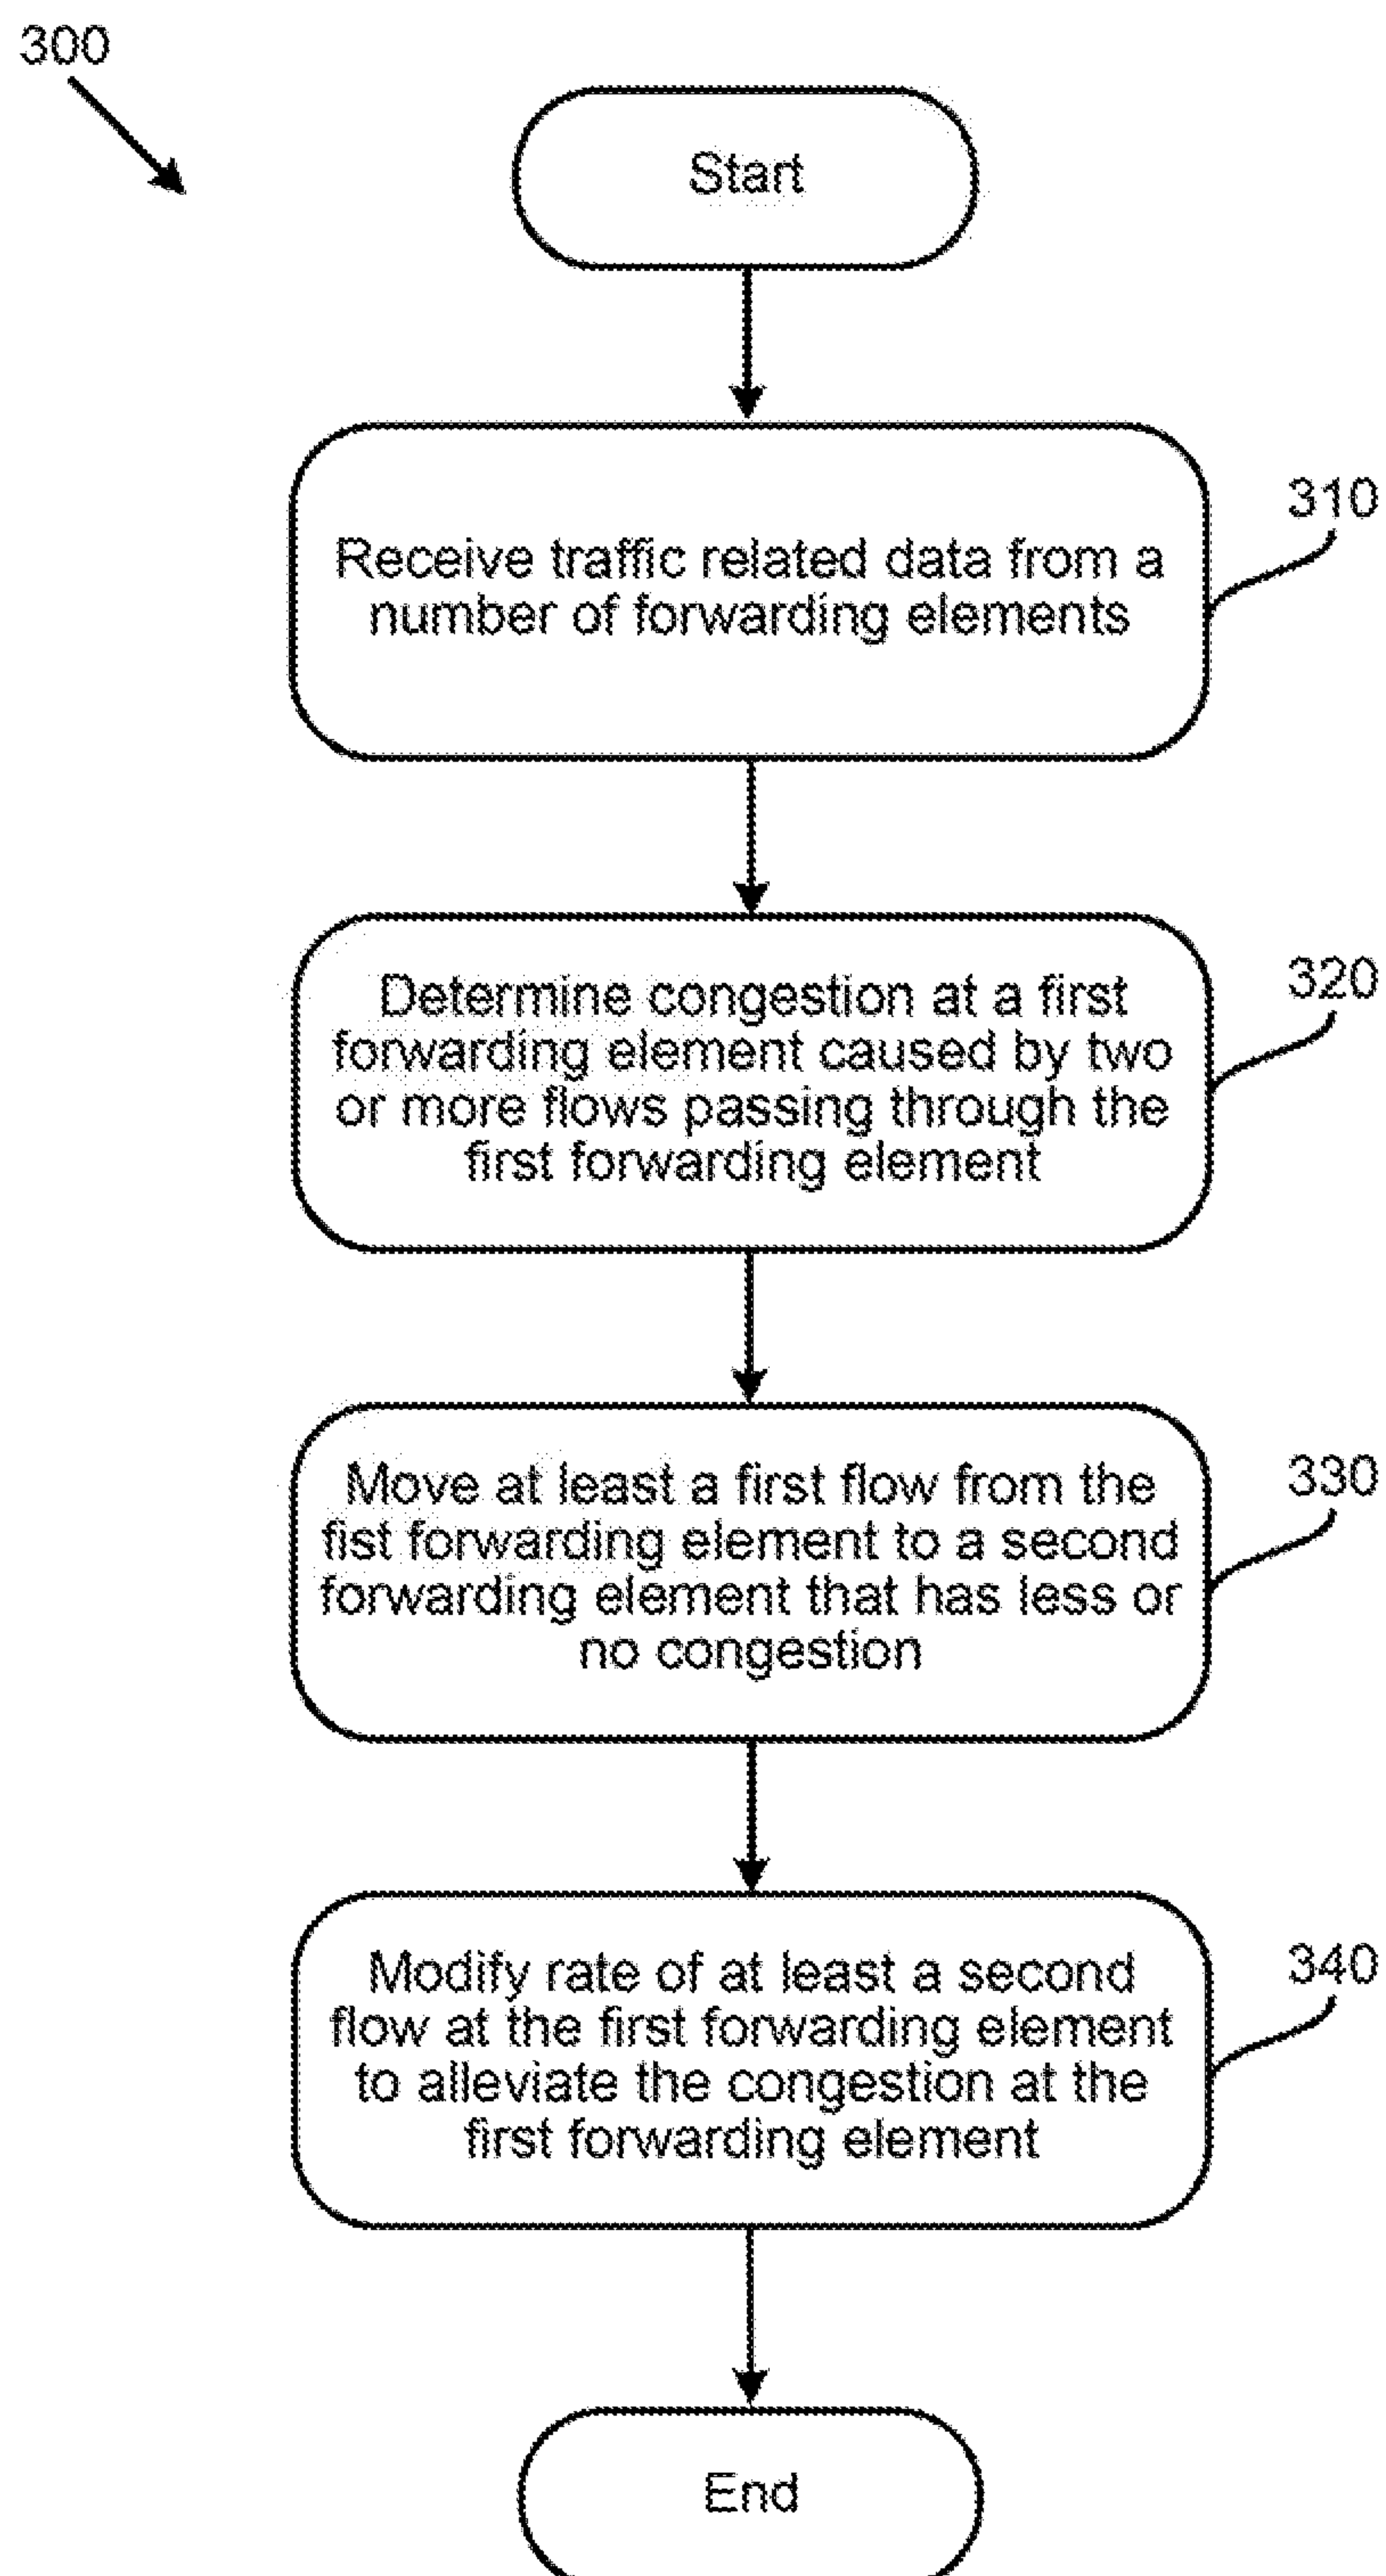 300
Start
310
Receive traffic related data from a
number of forwarding elements
320
Determine congestion at a first
forwarding element caused by two
or more flows passing through the
first forwarding element
330
Move at least a first flow from the
fist forwarding element to a second
forwarding element that has less or
no congestion
340
Modify rate of at least a second
flow at the first forwarding element
to alleviate the congestion at the
first forwarding element
End